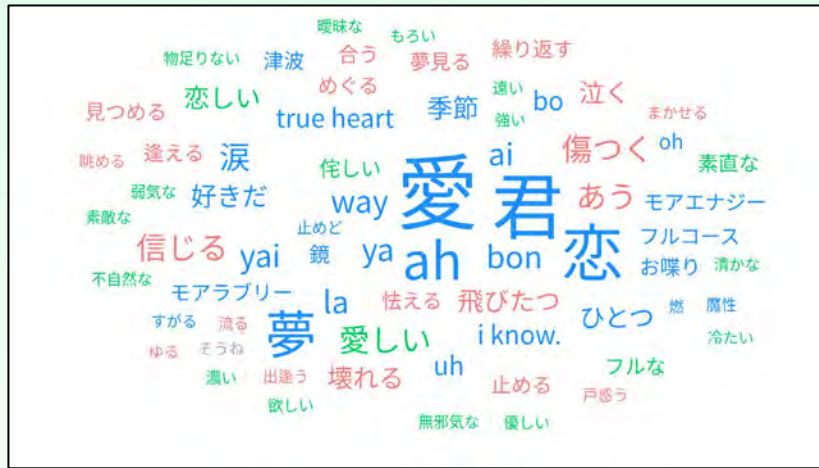 曖昧な
もろい
物足りない 津波 合う 夢見る 繰り返す
見つめる 恋しい めぐる 季節 遠い bo 泣く まかせる
true heart 強い
眺める 逢える 涙 侘しい 愛 ai 傷つく oh 素直な
弱気な 好きだ way 君 あう モアエナジー
素敵な 止めど 恋 フルコース
信じる yai 鏡 ya ah bon お喋り 清かな
不自然な モアラブリー la 怯える 飛びたつ ひとつ 燃 魔性
すがる 流る 夢 愛しい i know. 冷たい
ゆる そうね uh フルな
濃い 出逢う 壊れる 止める 戸惑う
欲しい 無邪気な 優しい